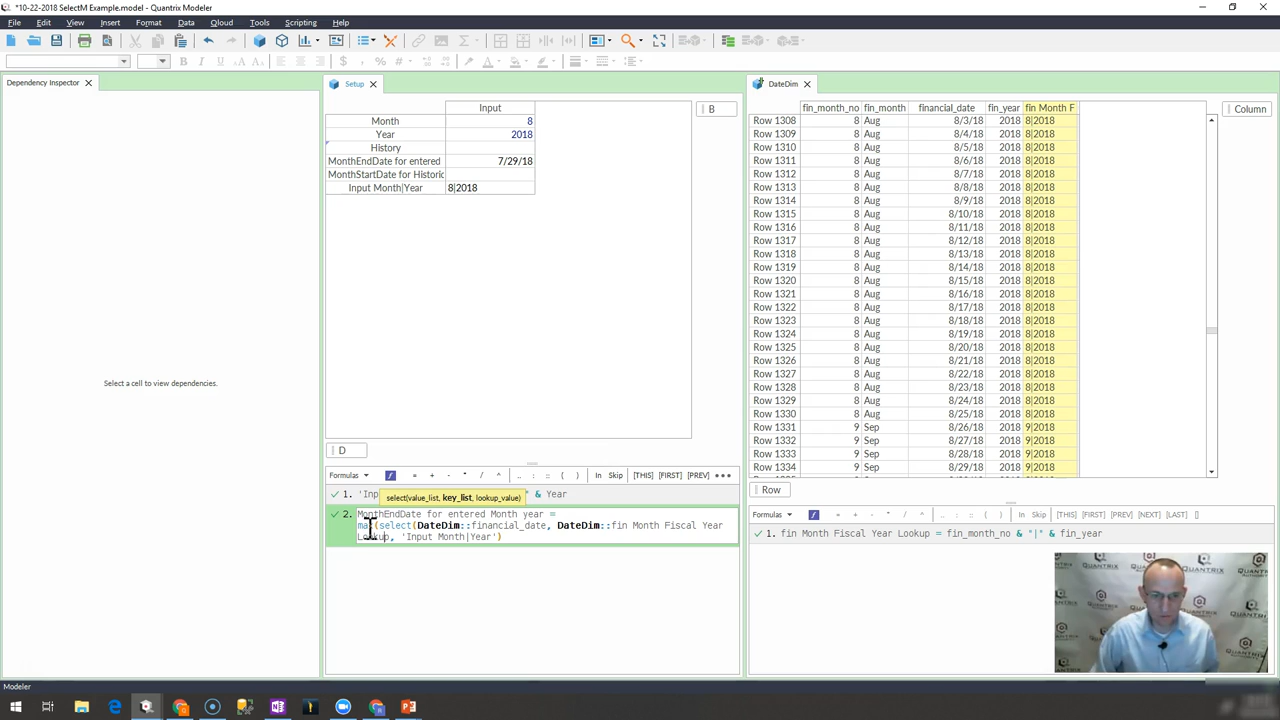 *10-22-2018 SelectM Example.model - Quantrix Modeler
File Edit View Insert Format Data Qloud Tools Scripting Help
Dependency Inspector
Select a cell to view dependencies.
Setup
Input
Month 8
Year 2018
History
MonthEndDate for entered 7/29/18
MonthStartDate for Historic
Input Month|Year 8|2018
B
D
Formulas = + - * / ^ .. : :: ( ) In Skip [THIS] [FIRST] [PREV]
1. 'Inp " & Year
select(value_list, key_list, lookup_value)
2. MonthEndDate for entered Month year =
max(select(DateDim::financial_date, DateDim::fin Month Fiscal Year
Lookup, 'Input Month|Year')
DateDim
fin_month_no fin_month financial_date fin_year fin Month F
Row 1308 8 Aug 8/3/18 2018 8|2018
Row 1309 8 Aug 8/4/18 2018 8|2018
Row 1310 8 Aug 8/5/18 2018 8|2018
Row 1311 8 Aug 8/6/18 2018 8|2018
Row 1312 8 Aug 8/7/18 2018 8|2018
Row 1313 8 Aug 8/8/18 2018 8|2018
Row 1314 8 Aug 8/9/18 2018 8|2018
Row 1315 8 Aug 8/10/18 2018 8|2018
Row 1316 8 Aug 8/11/18 2018 8|2018
Row 1317 8 Aug 8/12/18 2018 8|2018
Row 1318 8 Aug 8/13/18 2018 8|2018
Row 1319 8 Aug 8/14/18 2018 8|2018
Row 1320 8 Aug 8/15/18 2018 8|2018
Row 1321 8 Aug 8/16/18 2018 8|2018
Row 1322 8 Aug 8/17/18 2018 8|2018
Row 1323 8 Aug 8/18/18 2018 8|2018
Row 1324 8 Aug 8/19/18 2018 8|2018
Row 1325 8 Aug 8/20/18 2018 8|2018
Row 1326 8 Aug 8/21/18 2018 8|2018
Row 1327 8 Aug 8/22/18 2018 8|2018
Row 1328 8 Aug 8/23/18 2018 8|2018
Row 1329 8 Aug 8/24/18 2018 8|2018
Row 1330 8 Aug 8/25/18 2018 8|2018
Row 1331 9 Sep 8/26/18 2018 9|2018
Row 1332 9 Sep 8/27/18 2018 9|2018
Row 1333 9 Sep 8/28/18 2018 9|2018
Row 1334 9 Sep 8/29/18 2018 9|2018
Column
Row
Formulas = + - * / ^ .. : :: ( ) In Skip [THIS] [FIRST] [PREV] [NEXT] [LAST] []
1. fin Month Fiscal Year Lookup = fin_month_no & "|" & fin_year
Modeler